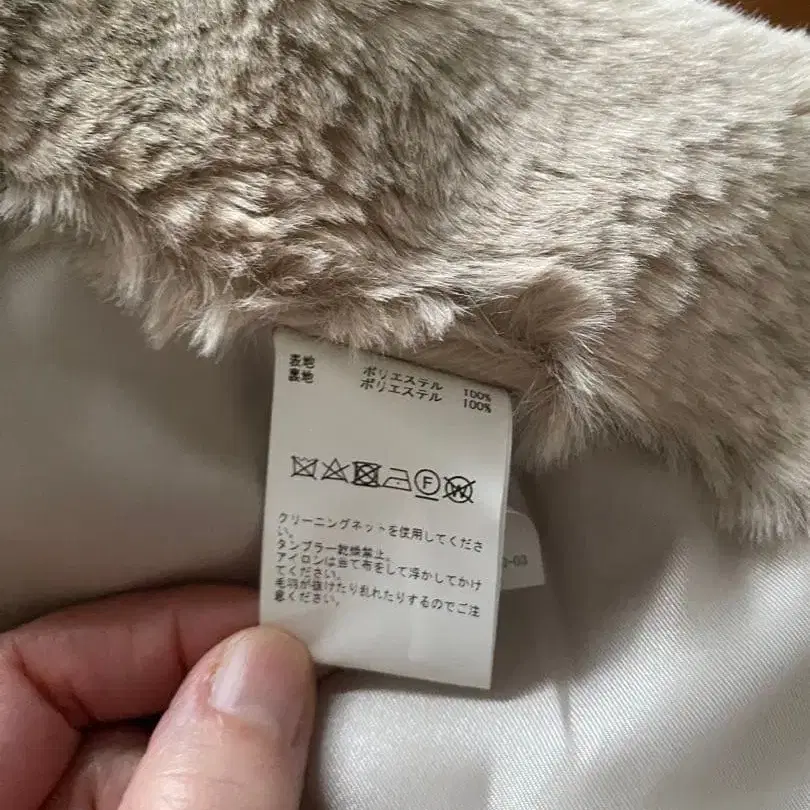 表地 ポリエステル 100%
裏地 ポリエステル 100%
F W
クリーニングネットを使用してくださ
い。
タンブラー乾燥禁止。
アイロンは当て布をして浮かしてかけ
てください。
毛羽が抜けたり乱れたりするのでご注
意ください。
-03